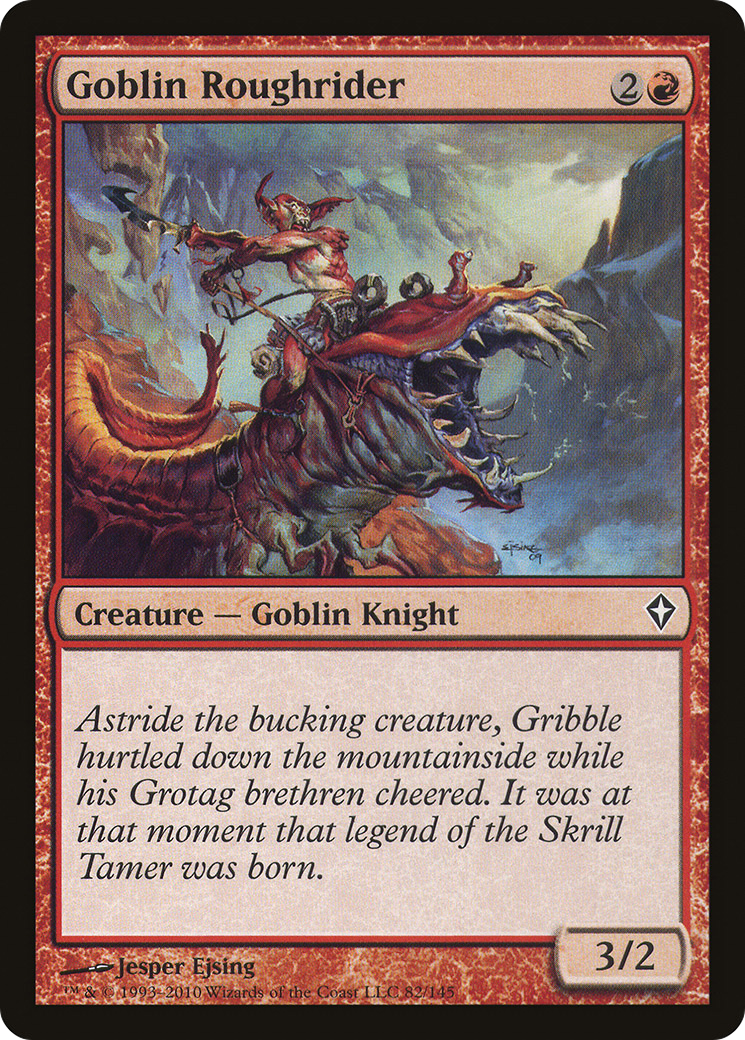 Goblin Roughrider
2
EJSING
09
Creature — Goblin Knight
Astride the bucking creature, Gribble
hurtled down the mountainside while
his Grotag brethren cheered. It was at
that moment that legend of the Skrill
Tamer was born.
3/2
Jesper Ejsing
™ & © 1993-2010 Wizards of the Coast LLC 82/145